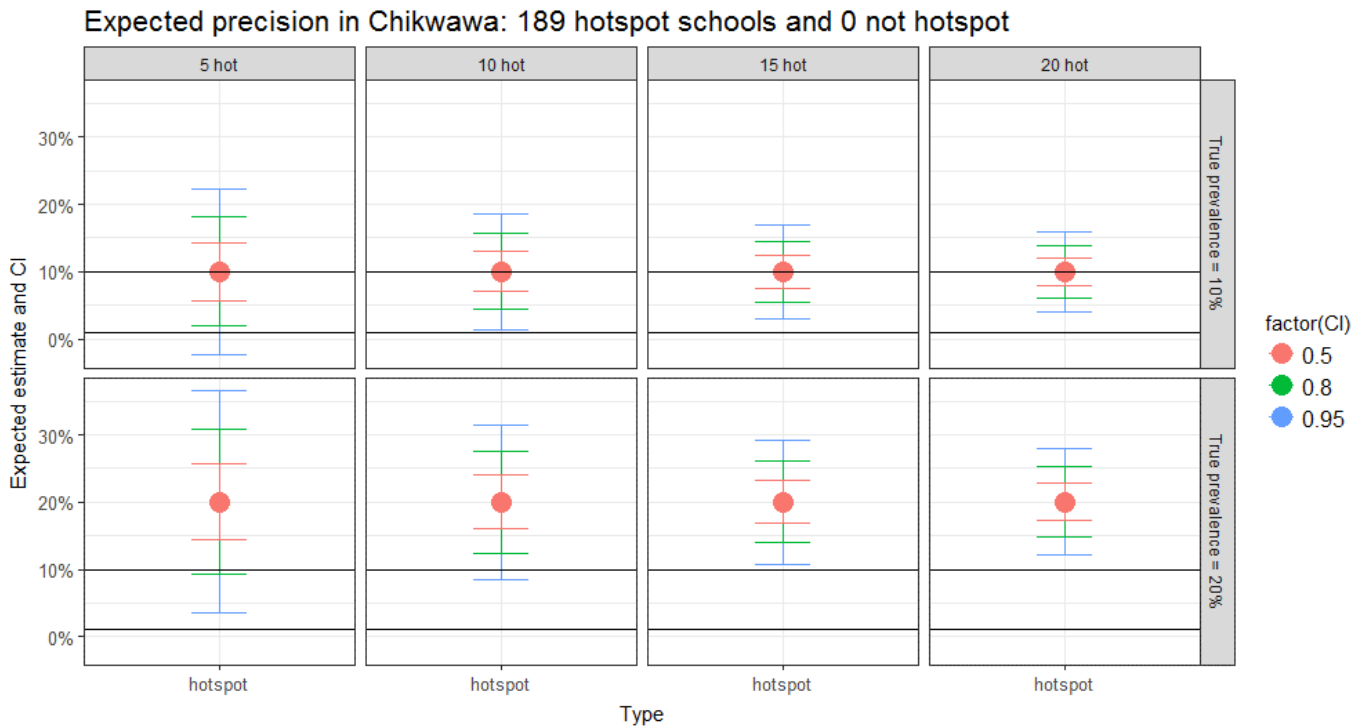 Expected precision in Chikwawa: 189 hotspot schools and 0 not hotspot
5 hot
10 hot
15 hot
20 hot
Expected estimate and CI
30%
20%
10%
0%
True prevalence = 10%
30%
20%
10%
0%
True prevalence = 20%
hotspot
hotspot
hotspot
hotspot
Type
factor(CI)
0.5
0.8
0.95